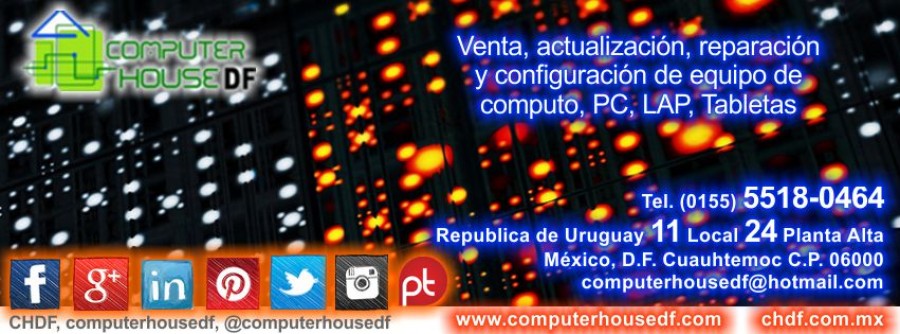 COMPUTER
HOUSE DF
Venta, actualización, reparación
y configuración de equipo de
computo, PC, LAP, Tabletas
Tel. (0155) 5518-0464
Republica de Uruguay 11 Local 24 Planta Alta
México, D.F. Cuauhtemoc C.P. 06000
computerhousedf@hotmail.com
f g+ in p pt
CHDF, computerhousedf, @computerhousedf
www.computerhousedf.com chdf.com.mx